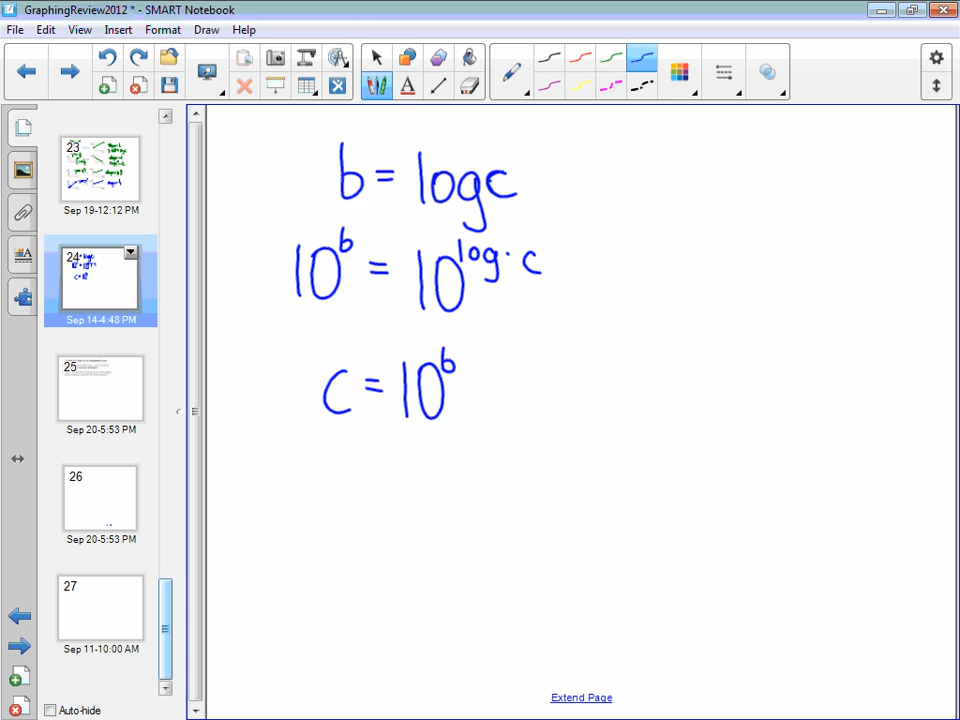 GraphingReview2012 * - SMART Notebook
File Edit View Insert Format Draw Help
23
Sep 19-12:12 PM
24
Sep 14-4:48 PM
25
Sep 20-5:53 PM
26
Sep 20-5:53 PM
27
Sep 11-10:00 AM
Auto-hide
b = logc
10^b = 10^log · c
c = 10^b
Extend Page